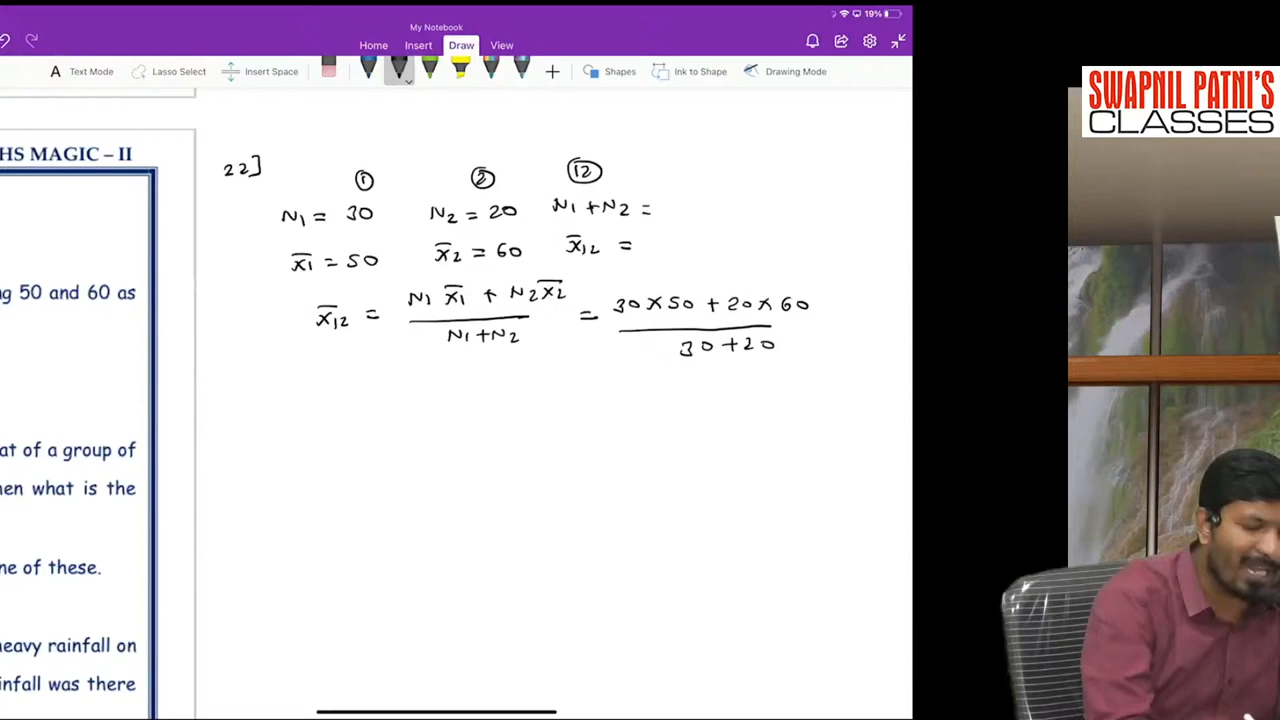 19%
My Notebook
Home Insert Draw View
Text Mode Lasso Select Insert Space Shapes Ink to Shape Drawing Mode
SWAPNIL PATNI'S
CLASSES
HS MAGIC – II
g 50 and 60 as
at of a group of
en what is the
ne of these.
eavy rainfall on
nfall was there
22]
① ② ⑫
N₁ = 30 N₂ = 20 N₁ + N₂ =
x̅₁ = 50 x̅₂ = 60 x̅₁₂ =
x̅₁₂ = N₁ x̅₁ + N₂ x̅₂ = 30 × 50 + 20 × 60
N₁ + N₂ 30 + 20